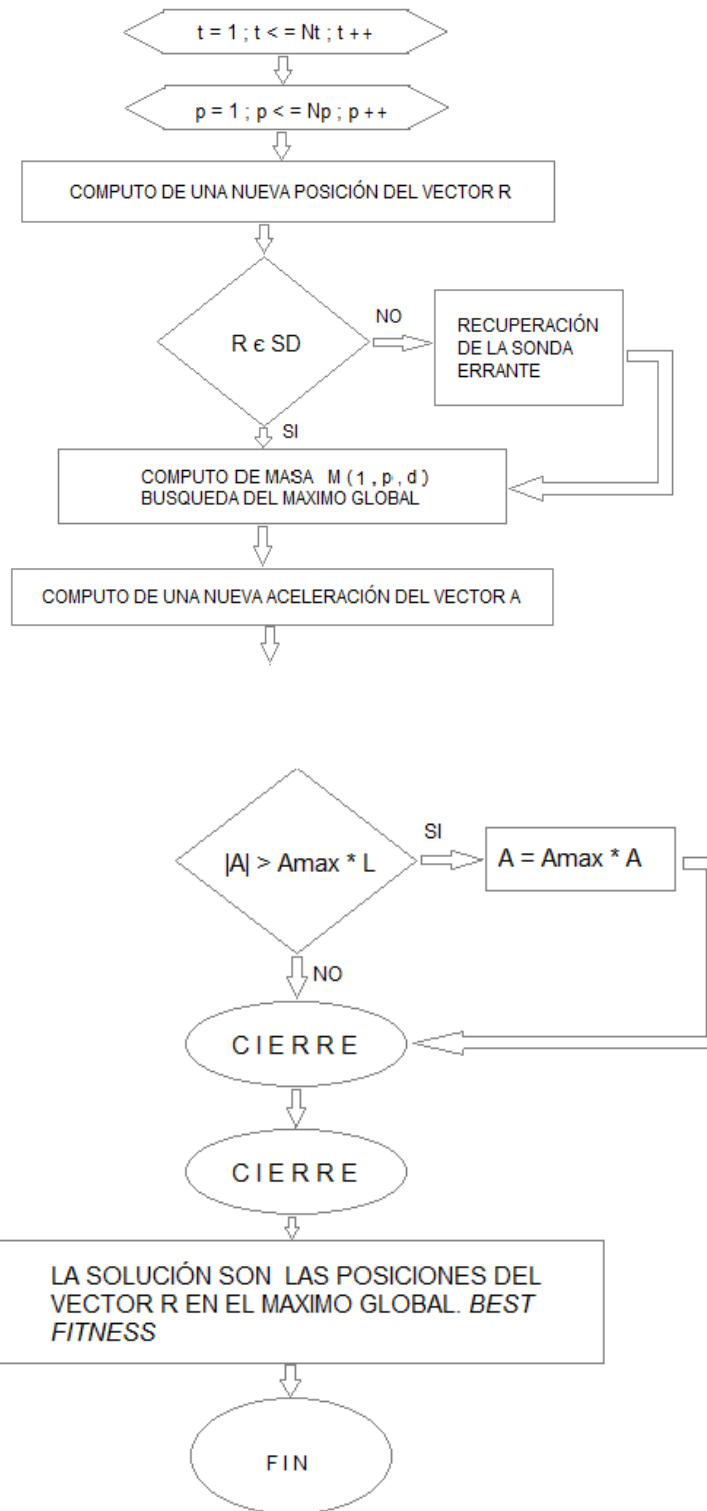 t = 1 ; t < = Nt ; t ++
p = 1 ; p < = Np ; p ++
COMPUTO DE UNA NUEVA POSICIÓN DEL VECTOR R
R є SD
NO
RECUPERACIÓN
DE LA SONDA
ERRANTE
SI
COMPUTO DE MASA M ( 1 , p , d )
BUSQUEDA DEL MAXIMO GLOBAL
COMPUTO DE UNA NUEVA ACELERACIÓN DEL VECTOR A
|A| > Amax * L
SI
A = Amax * A
NO
C I E R R E
C I E R R E
LA SOLUCIÓN SON LAS POSICIONES DEL
VECTOR R EN EL MAXIMO GLOBAL. BEST
FITNESS
F I N